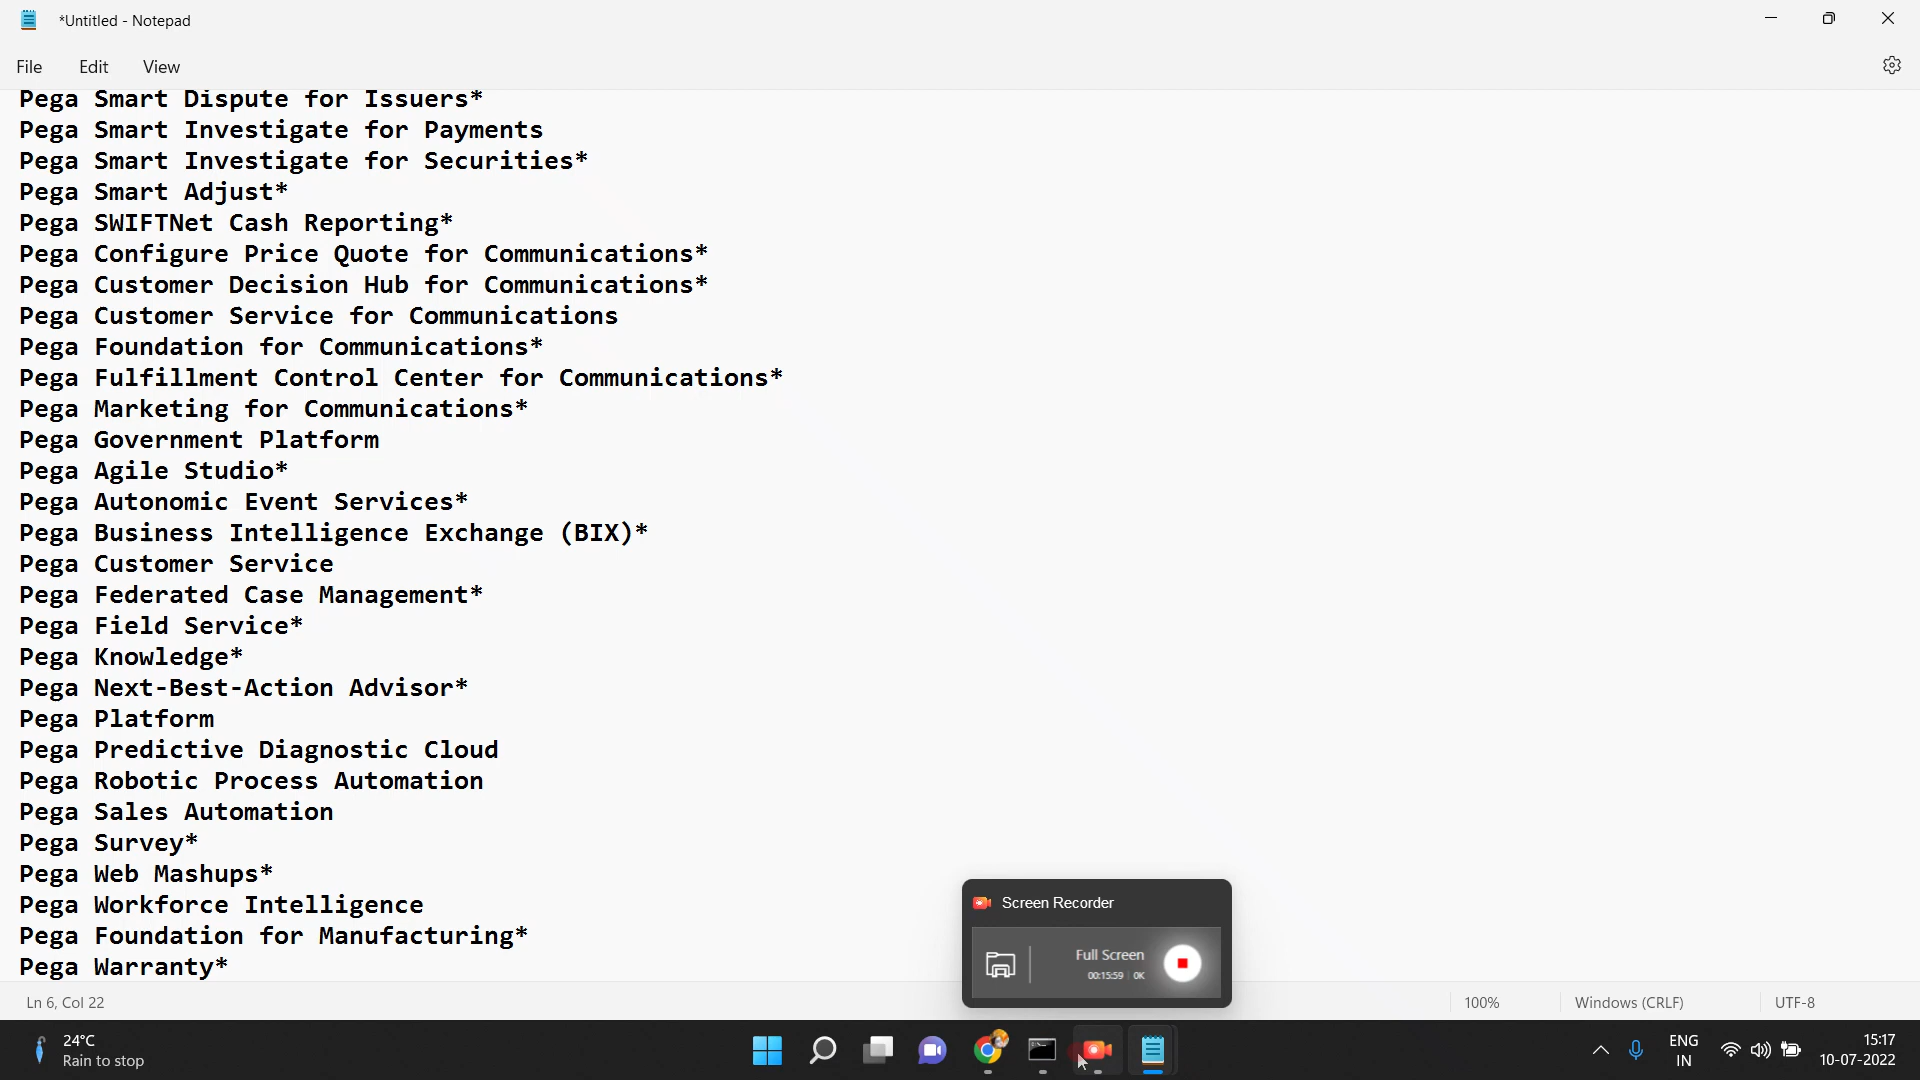 *Untitled - Notepad
File Edit View
Pega Smart Dispute for Issuers*
Pega Smart Investigate for Payments
Pega Smart Investigate for Securities*
Pega Smart Adjust*
Pega SWIFTNet Cash Reporting*
Pega Configure Price Quote for Communications*
Pega Customer Decision Hub for Communications*
Pega Customer Service for Communications
Pega Foundation for Communications*
Pega Fulfillment Control Center for Communications*
Pega Marketing for Communications*
Pega Government Platform
Pega Agile Studio*
Pega Autonomic Event Services*
Pega Business Intelligence Exchange (BIX)*
Pega Customer Service
Pega Federated Case Management*
Pega Field Service*
Pega Knowledge*
Pega Next-Best-Action Advisor*
Pega Platform
Pega Predictive Diagnostic Cloud
Pega Robotic Process Automation
Pega Sales Automation
Pega Survey*
Pega Web Mashups*
Pega Workforce Intelligence
Pega Foundation for Manufacturing*
Pega Warranty*
Screen Recorder
Full Screen
00:15:59 | 0K
Ln 6, Col 22 100% Windows (CRLF) UTF-8
24°C
Rain to stop
ENG
IN
15:17
10-07-2022